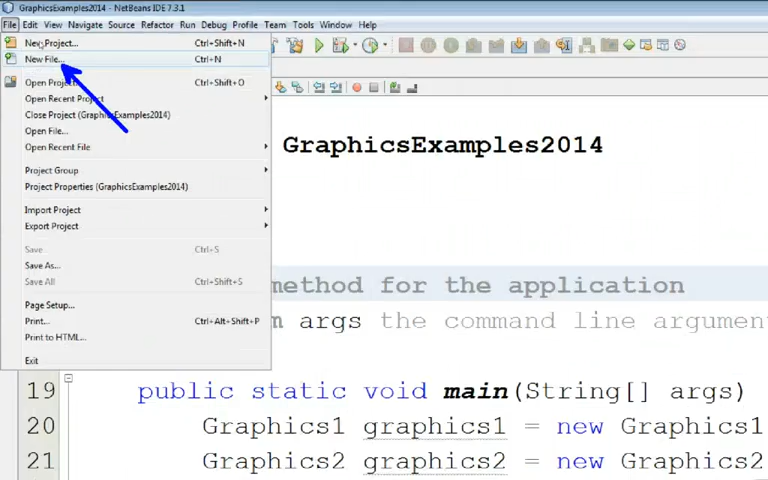 GraphicsExamples2014 - NetBeans IDE 7.3.1
File Edit View Navigate Source Refactor Run Debug Profile Team Tools Window Help
New Project... Ctrl+Shift+N
New File... Ctrl+N
Open Project... Ctrl+Shift+O
Open Recent Project
Close Project (GraphicsExamples2014)
Open File...
Open Recent File
GraphicsExamples2014
Project Group
Project Properties (GraphicsExamples2014)
Import Project
Export Project
Save Ctrl+S
Save As...
Save All Ctrl+Shift+S
method for the application
Page Setup...
Print... Ctrl+Alt+Shift+P
args the command line argument
Print to HTML...
Exit
19 public static void main(String[] args)
20 Graphics1 graphics1 = new Graphics1
21 Graphics2 graphics2 = new Graphics2